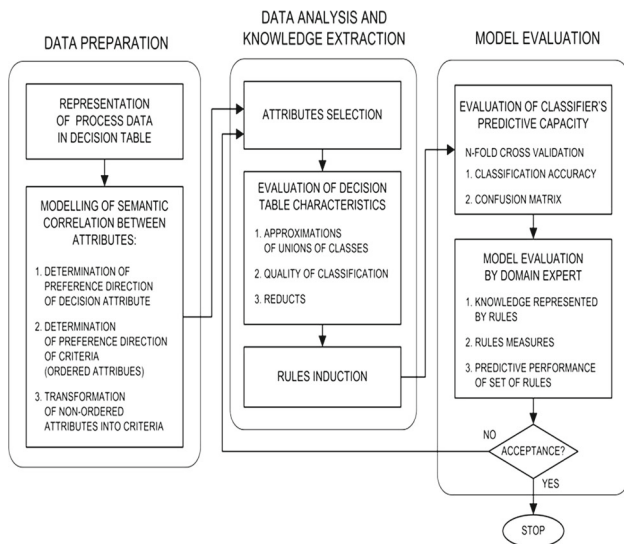 DATA PREPARATION
REPRESENTATION
OF PROCESS DATA
IN DECISION TABLE
MODELLING OF SEMANTIC
CORRELATION BETWEEN
ATTRIBUTES:
1. DETERMINATION OF
PREFERENCE DIRECTION
OF DECISION ATTRIBUTE
2. DETERMINATION
OF PREFERENCE DIRECTION
OF CRITERIA
(ORDERED ATTRIBUES)
3. TRANSFORMATION
OF NON-ORDERED
ATTRIBUTES INTO CRITERIA
DATA ANALYSIS AND
KNOWLEDGE EXTRACTION
ATTRIBUTES SELECTION
EVALUATION OF DECISION
TABLE CHARACTERISTICS
1. APPROXIMATIONS
OF UNIONS OF CLASSES
2. QUALITY OF CLASSIFICATION
3. REDUCTS
RULES INDUCTION
MODEL EVALUATION
EVALUATION OF CLASSIFIER'S
PREDICTIVE CAPACITY
N-FOLD CROSS VALIDATION
1. CLASSIFICATION ACCURACY
2. CONFUSION MATRIX
MODEL EVALUATION
BY DOMAIN EXPERT
1. KNOWLEDGE REPRESENTED
BY RULES
2. RULES MEASURES
3. PREDICTIVE PERFORMANCE
OF SET OF RULES
NO
ACCEPTANCE?
YES
STOP